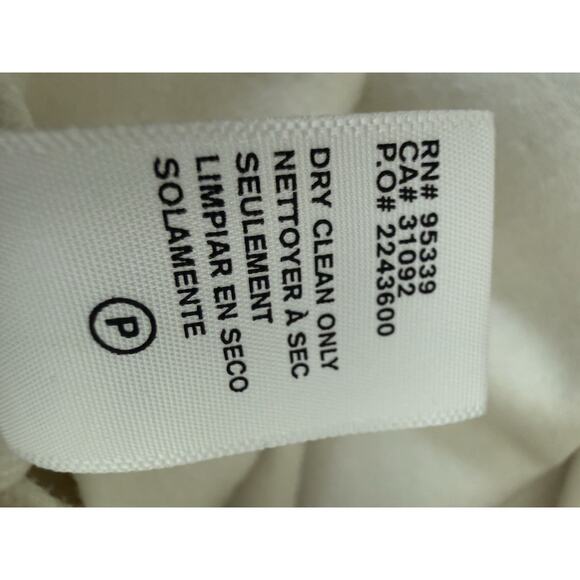 RN# 95339
CA# 31092
P.O# 2243600
DRY CLEAN ONLY
NETTOYER À SEC
SEULEMENT
LIMPIAR EN SECO
SOLAMENTE
P